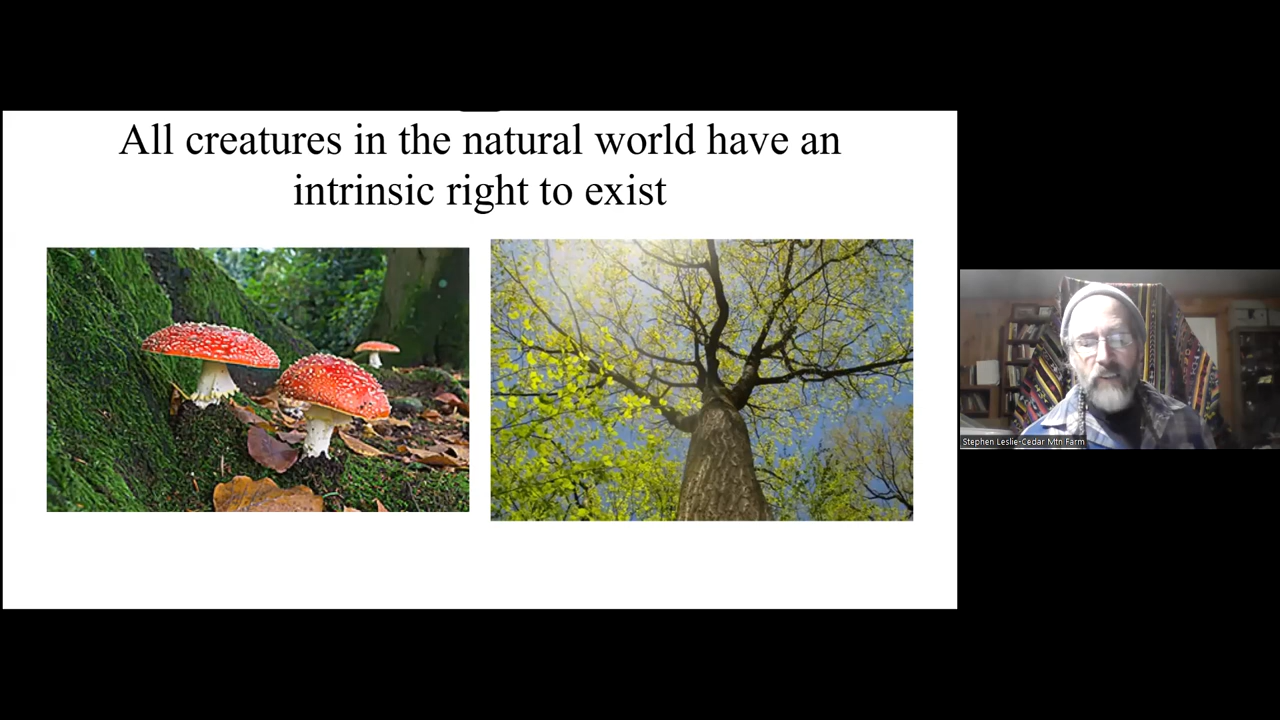 All creatures in the natural world have an
intrinsic right to exist
Stephen Leslie-Cedar Mtn Farm